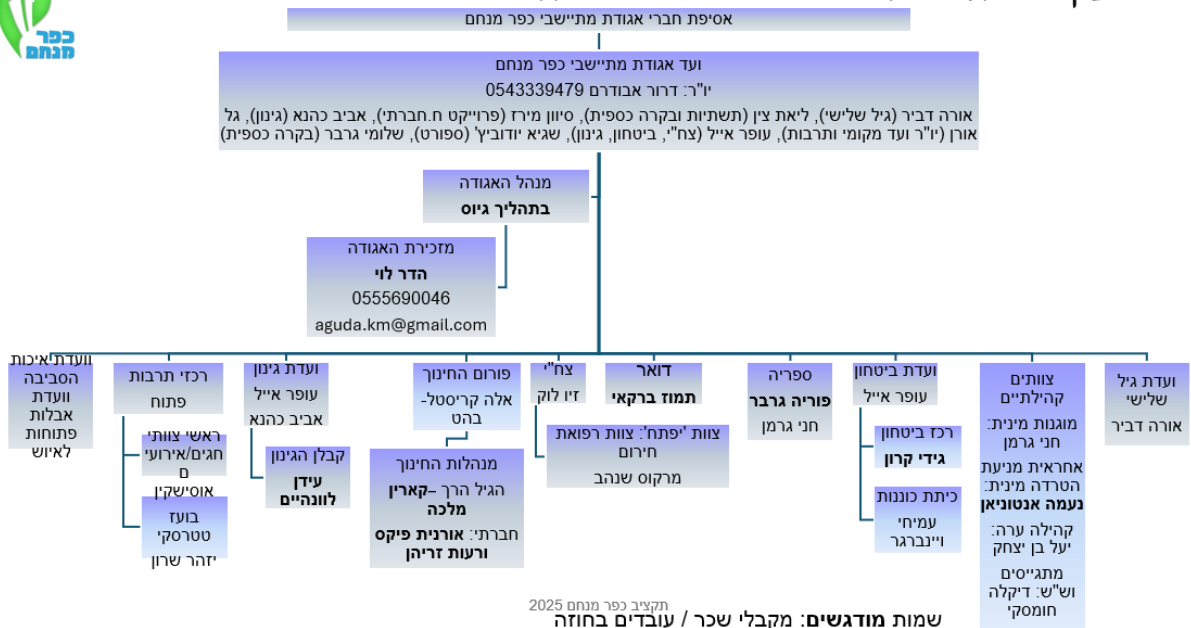 כפר
מנחם
אסיפת חברי אגודת מתיישבי כפר מנחם
ועד אגודת מתיישבי כפר מנחם
יו"ר: דרור אבודרם 0543339479
אורה דביר (גיל שלישי), ליאת צין (תשתיות ובקרה כספית), סיוון מירז (פרוייקט ח.חברתי), אביב כהנא (גינון), גל
אורן (יו"ר ועד מקומי ותרבות), עופר אייל (צח"י, ביטחון, גינון), שגיא יודוביץ' (ספורט), שלומי גרבר (בקרה כספית)
מנהל האגודה
בתהליך גיוס
מזכירת האגודה
הדר לוי
0555690046
aguda.km@gmail.com
ועדת גיל
שלישי
אורה דביר
צוותים
קהילתיים
מוגנות מינית:
חני גרמן
אחראית מניעת
הטרדה מינית:
נעמה אנטוניאן
קהילה ערה:
יעל בן יצחק
מתגייסים
וש"ש: דיקלה
חומסקי
ועדת ביטחון
עופר אייל
רכז ביטחון
גידי קרון
כיתת כוננות
עמיחי
ויינברגר
ספריה
פוריה גרבר
חני גרמן
דואר
תמוז ברקאי
צח"י
זיו לוק
צוות 'יפתח': צוות רפואת
חירום
מרקוס שנהב
פורום החינוך
אלה קריסטל-
בהט
מנהלות החינוך
הגיל הרך –קארין
מלכה
חברתי: אורנית פיקס
ורעות זריהן
ועדת גינון
עופר אייל
אביב כהנא
קבלן הגינון
עידן
לוונהיים
רכזי תרבות
פתוח
ראשי צוותי
חגים/אירועי
ם
אוסישקין
בועז
טטרסקי
יזהר שרון
וועדת איכות
הסביבה
וועדת
אבלות
פתוחות
לאיוש
תקציב כפר מנחם 2025
שמות מודגשים: מקבלי שכר / עובדים בחוזה